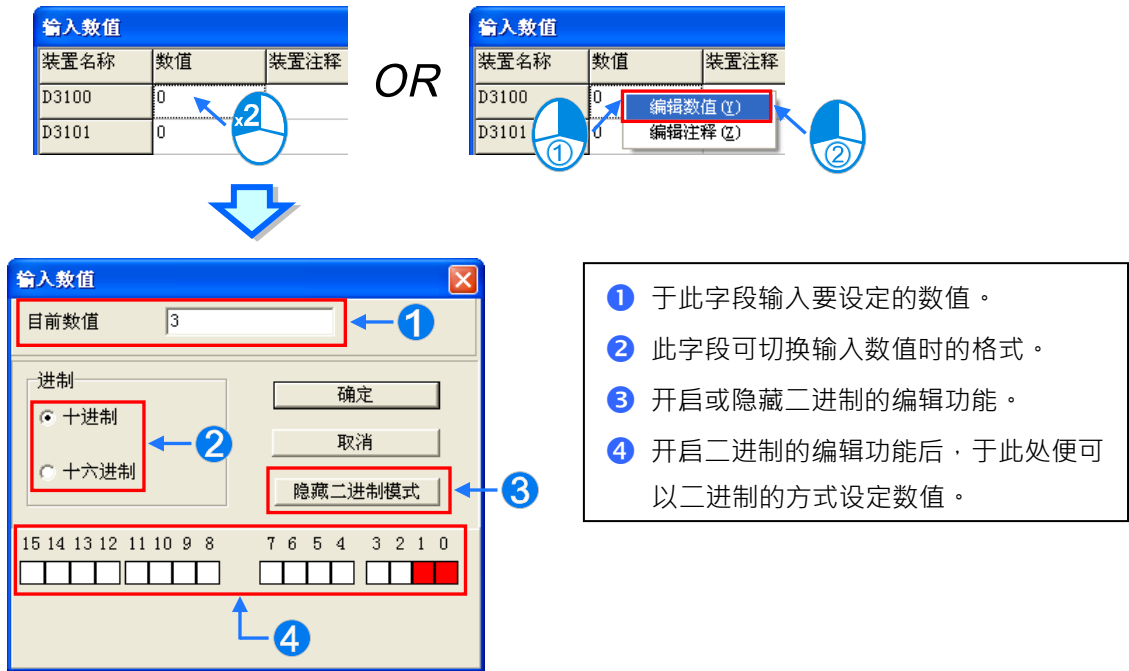 输入数值
装置名称 数值 装置注释
D3100 0
D3101 0
x2
OR
输入数值
装置名称 数值 装置注释
D3100 0
编辑数值(Y)
D3101 0
编辑注释(Z)
1
2
输入数值
目前数值 3
1
进制
十进制
十六进制
2
确定
取消
隐藏二进制模式
3
15 14 13 12 11 10 9 8 7 6 5 4 3 2 1 0
4
1 于此字段输入要设定的数值。
2 此字段可切换输入数值时的格式。
3 开启或隐藏二进制的编辑功能。
4 开启二进制的编辑功能后，于此处便可
以二进制的方式设定数值。